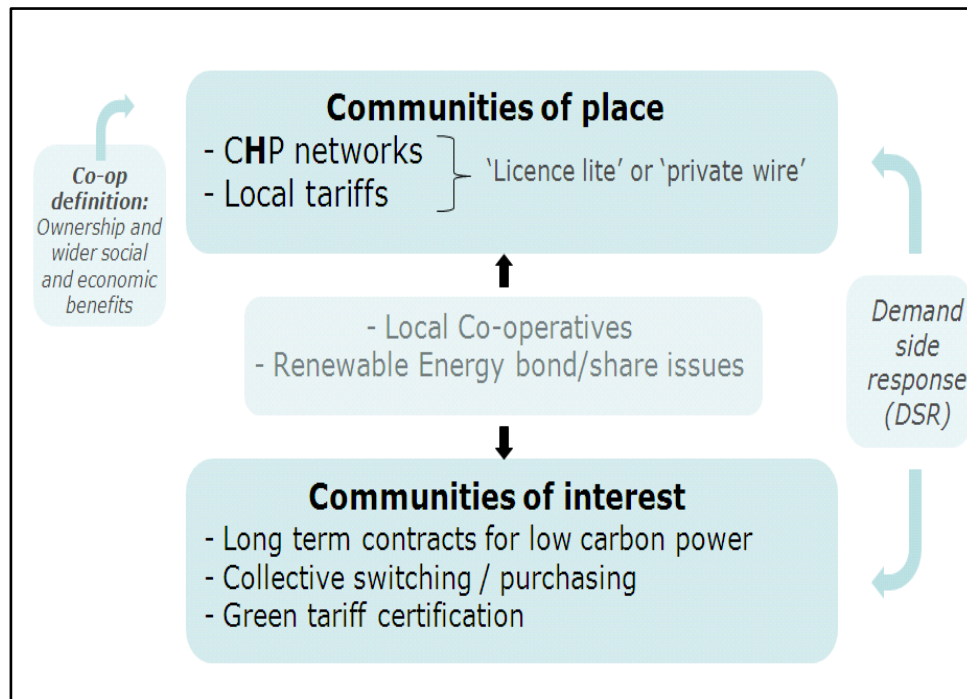 Communities of place
- CHP networks
- Local tariffs
‘Licence lite’ or ‘private wire’
Co-op
definition:
Ownership and
wider social
and economic
benefits
- Local Co-operatives
- Renewable Energy bond/share issues
Demand
side
response
(DSR)
Communities of interest
- Long term contracts for low carbon power
- Collective switching / purchasing
- Green tariff certification